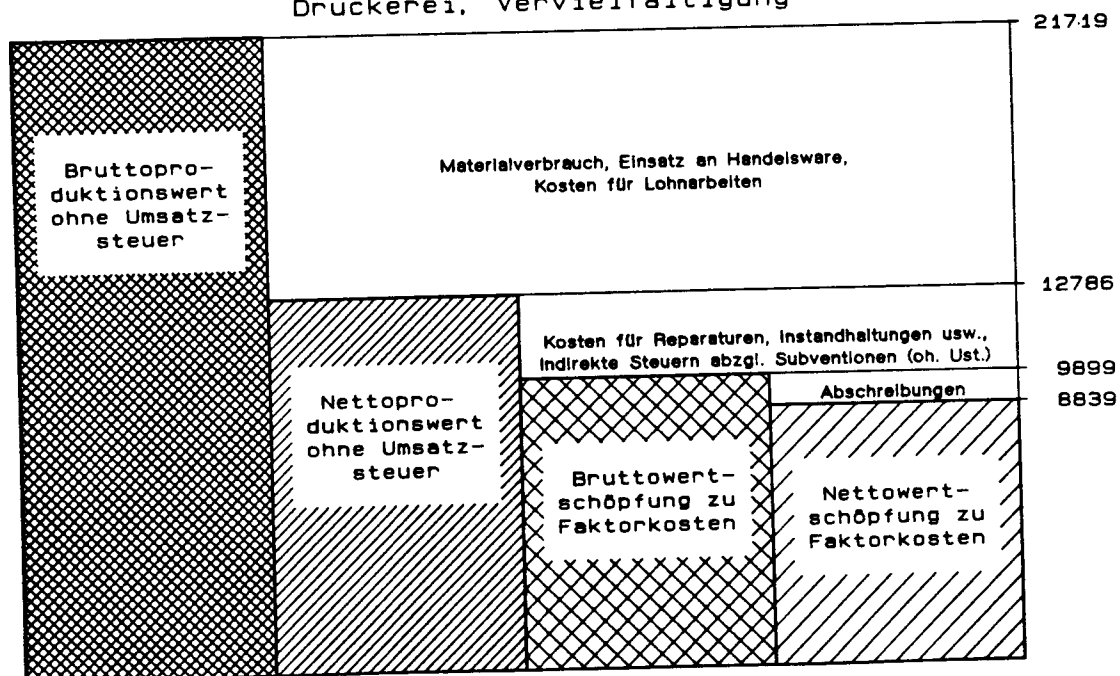 Druckerei, Vervielfältigung
21719
Bruttopro-
duktionswert
ohne Umsatz-
steuer
Materialverbrauch, Einsatz an Handelsware,
Kosten für Lohnarbeiten
12786
Kosten für Reparaturen, Instandhaltungen usw.,
Indirekte Steuern abzgl. Subventionen (oh. Ust.)
9899
Abschreibungen
8839
Nettopro-
duktionswert
ohne Umsatz-
steuer
Bruttowert-
schöpfung zu
Faktorkosten
Nettowert-
schöpfung zu
Faktorkosten